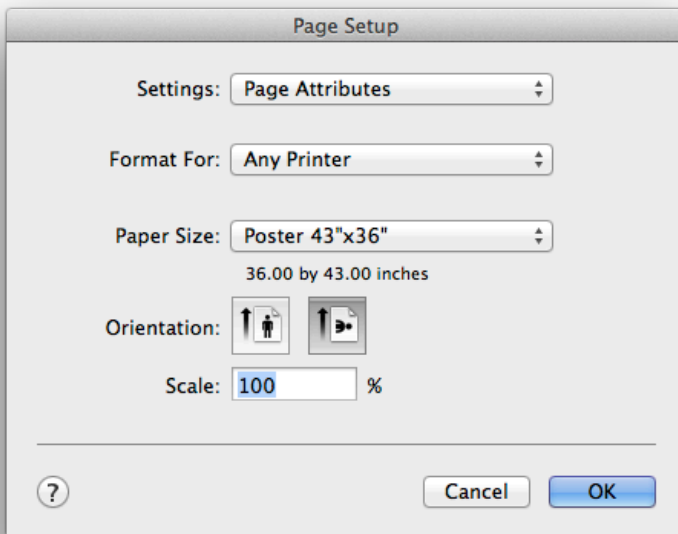 Page Setup
Settings: Page Attributes
Format For: Any Printer
Paper Size: Poster 43"x36"
36.00 by 43.00 inches
Orientation:
Scale: 100 %
? Cancel OK